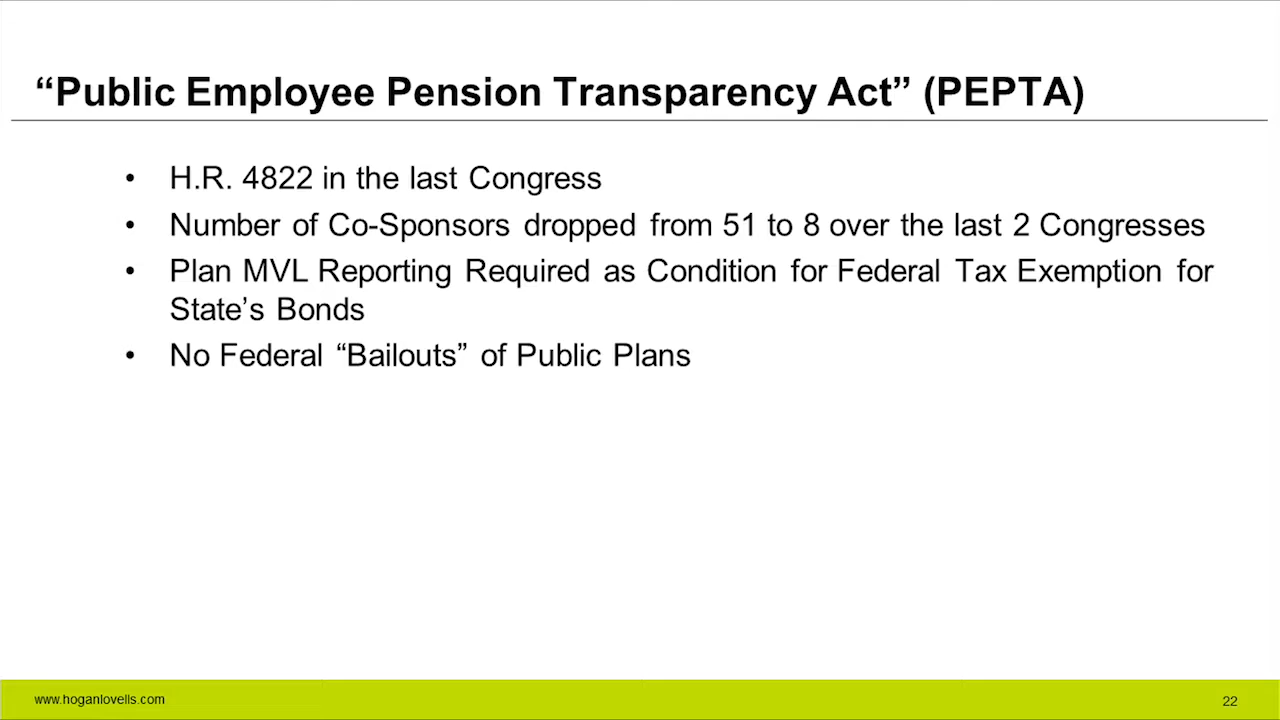 “Public Employee Pension Transparency Act” (PEPTA)
• H.R. 4822 in the last Congress
• Number of Co-Sponsors dropped from 51 to 8 over the last 2 Congresses
• Plan MVL Reporting Required as Condition for Federal Tax Exemption for
State’s Bonds
• No Federal “Bailouts” of Public Plans
www.hoganlovells.com
22